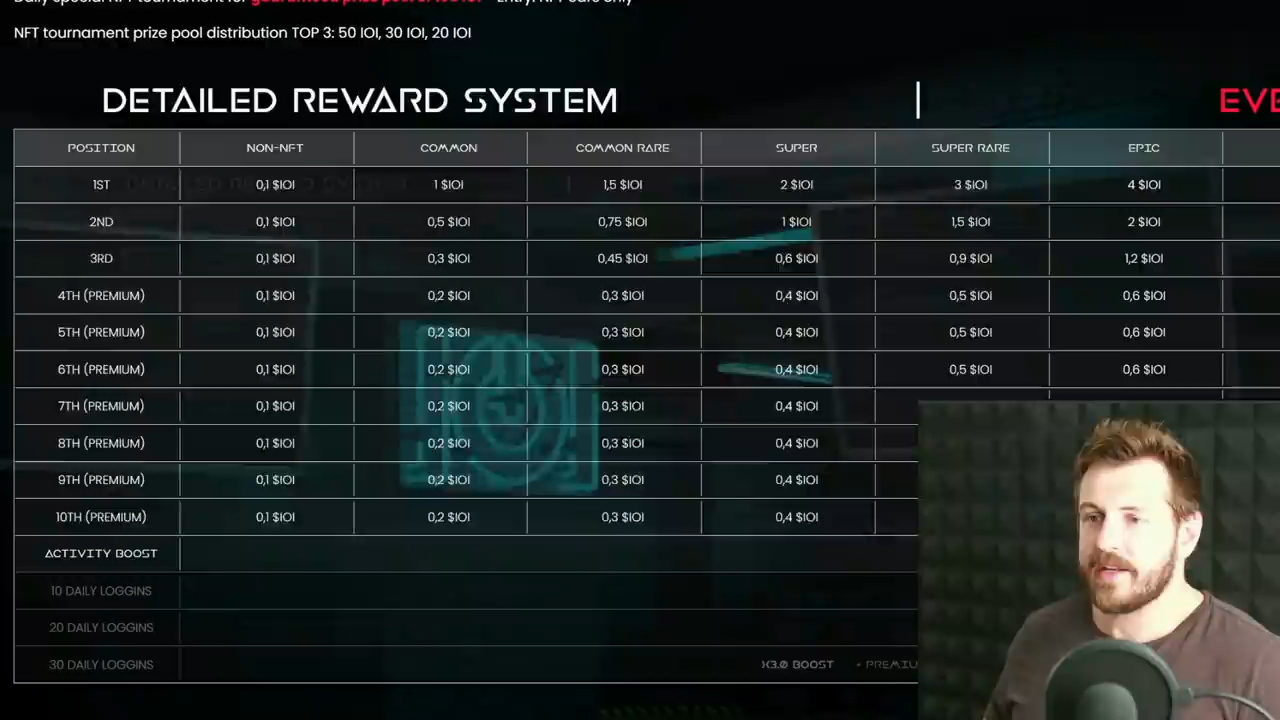 NFT tournament prize pool distribution TOP 3: 50 IOI, 30 IOI, 20 IOI
DETAILED REWARD SYSTEM | EVE
POSITION NON-NFT COMMON COMMON RARE SUPER SUPER RARE EPIC
1ST 0,1 $IOI 1 $IOI 1,5 $IOI 2 $IOI 3 $IOI 4 $IOI
2ND 0,1 $IOI 0,5 $IOI 0,75 $IOI 1 $IOI 1,5 $IOI 2 $IOI
3RD 0,1 $IOI 0,3 $IOI 0,45 $IOI 0,6 $IOI 0,9 $IOI 1,2 $IOI
4TH (PREMIUM) 0,1 $IOI 0,2 $IOI 0,3 $IOI 0,4 $IOI 0,5 $IOI 0,6 $IOI
5TH (PREMIUM) 0,1 $IOI 0,2 $IOI 0,3 $IOI 0,4 $IOI 0,5 $IOI 0,6 $IOI
6TH (PREMIUM) 0,1 $IOI 0,2 $IOI 0,3 $IOI 0,4 $IOI 0,5 $IOI 0,6 $IOI
7TH (PREMIUM) 0,1 $IOI 0,2 $IOI 0,3 $IOI 0,4 $IOI
8TH (PREMIUM) 0,1 $IOI 0,2 $IOI 0,3 $IOI 0,4 $IOI
9TH (PREMIUM) 0,1 $IOI 0,2 $IOI 0,3 $IOI 0,4 $IOI
10TH (PREMIUM) 0,1 $IOI 0,2 $IOI 0,3 $IOI 0,4 $IOI
ACTIVITY BOOST
10 DAILY LOGGINS
20 DAILY LOGGINS
30 DAILY LOGGINS X3.0 BOOST + PREMIU